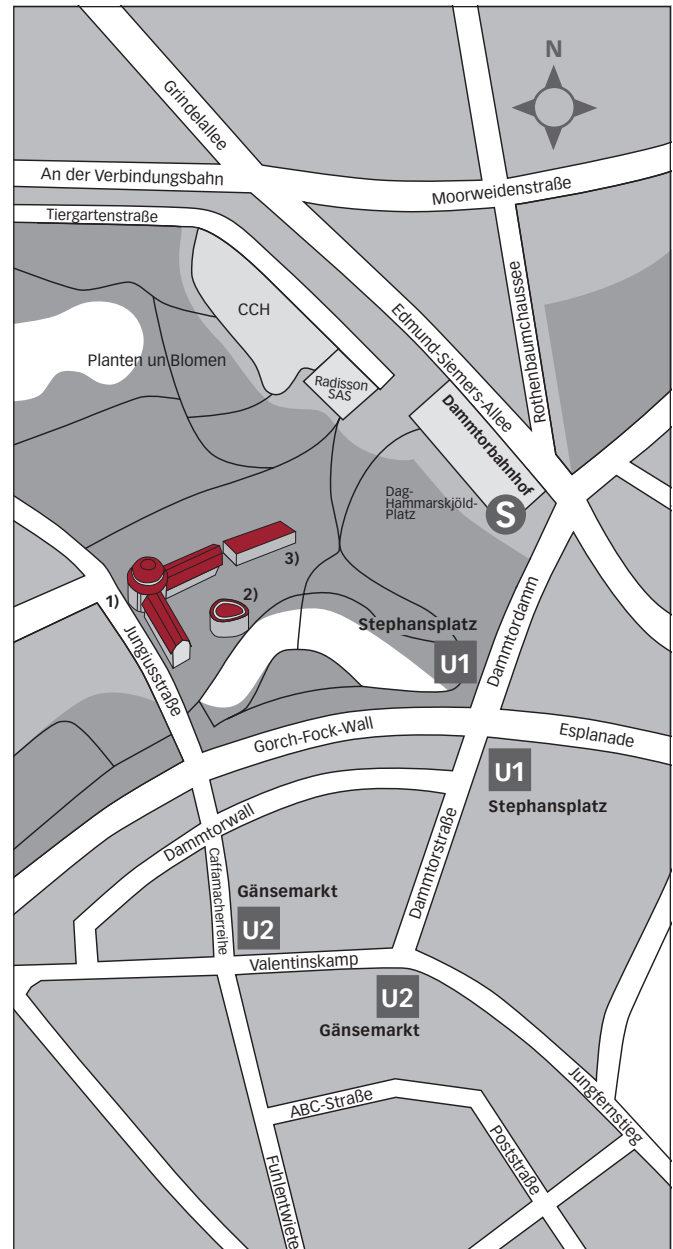 N
Grindelallee
An der Verbindungsbahn
Moorweidenstraße
Tiergartenstraße
CCH
Rothenbaumchaussee
Edmund-Siemers-Allee
Planten un Blomen
Radisson
SAS
Dammtorbahnhof
Dag-
Hammarskjöld-
Platz
S
3)
2)
1)
Stephansplatz
U1
Dammtordamm
Jungiusstraße
Gorch-Fock-Wall
Esplanade
U1
Stephansplatz
Dammtorwall
Dammtorstraße
Caffamacherreihe
Gänsemarkt
U2
Valentinskamp
U2
Gänsemarkt
Jungfernstieg
ABC-Straße
Poststraße
Fuhlentwiete